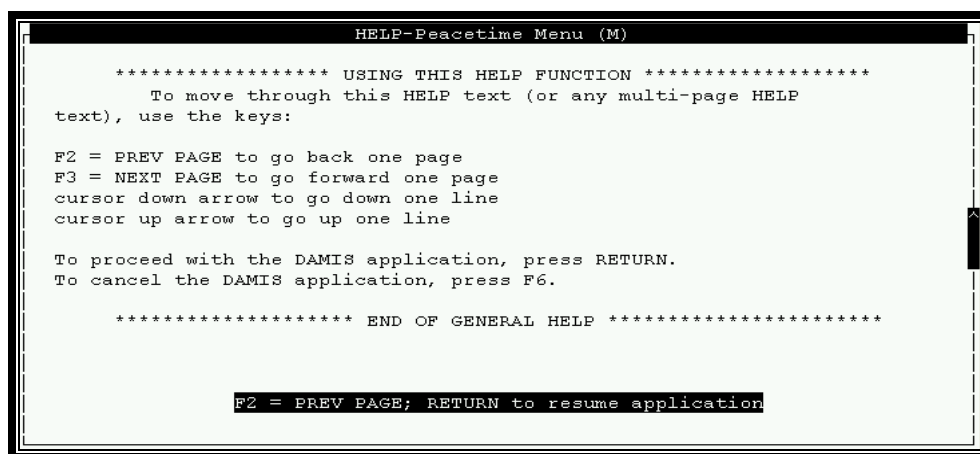 HELP-Peacetime Menu (M)
****************** USING THIS HELP FUNCTION *******************
To move through this HELP text (or any multi-page HELP
text), use the keys:
F2 = PREV PAGE to go back one page
F3 = NEXT PAGE to go forward one page
cursor down arrow to go down one line
cursor up arrow to go up one line
To proceed with the DAMIS application, press RETURN.
To cancel the DAMIS application, press F6.
******************** END OF GENERAL HELP ***********************
F2 = PREV PAGE; RETURN to resume application